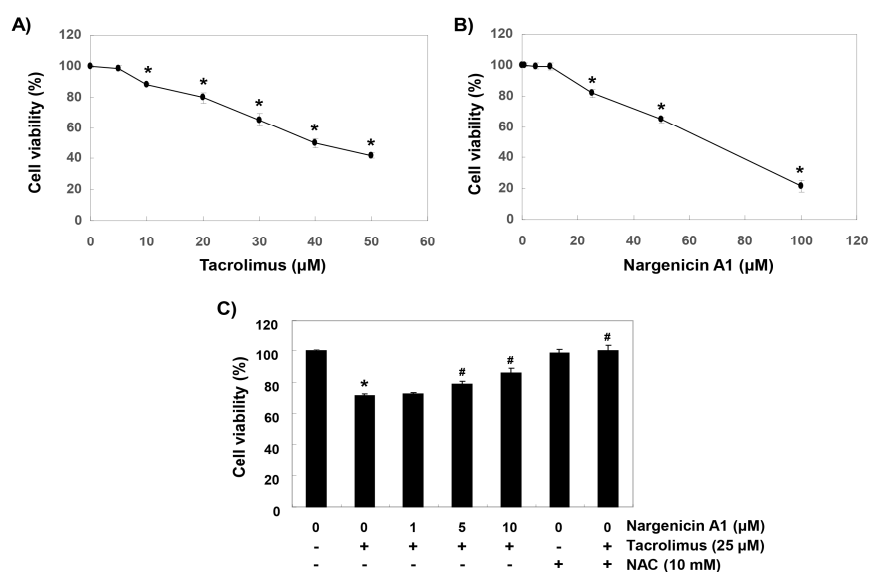 A)
120
100
80
60
40
20
0
Cell viability (%)
* * * * *
0 10 20 30 40 50 60
Tacrolimus (µM)
B)
120
100
80
60
40
20
0
Cell viability (%)
* * *
0 20 40 60 80 100 120
Nargenicin A1 (µM)
C)
120
100
80
60
40
20
0
Cell viability (%)
* # # #
0 0 1 5 10 0 0 Nargenicin A1 (µM)
- + + + + - + Tacrolimus (25 µM)
- - - - - + + NAC (10 mM)